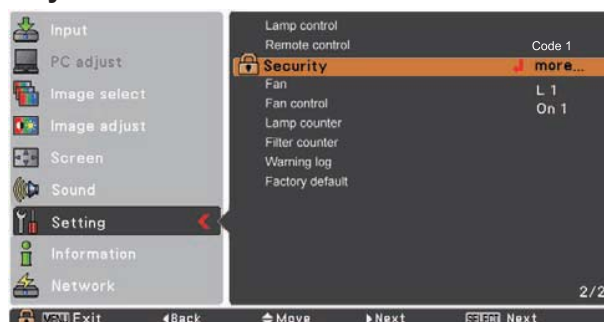 Input
PC adjust
Image select
Image adjust
Screen
Sound
Setting
Information
Network
Lamp control
Remote control Code 1
Security more...
Fan L 1
Fan control On 1
Lamp counter
Filter counter
Warning log
Factory default
2/2
MENU Exit Back Move Next SELECT Next